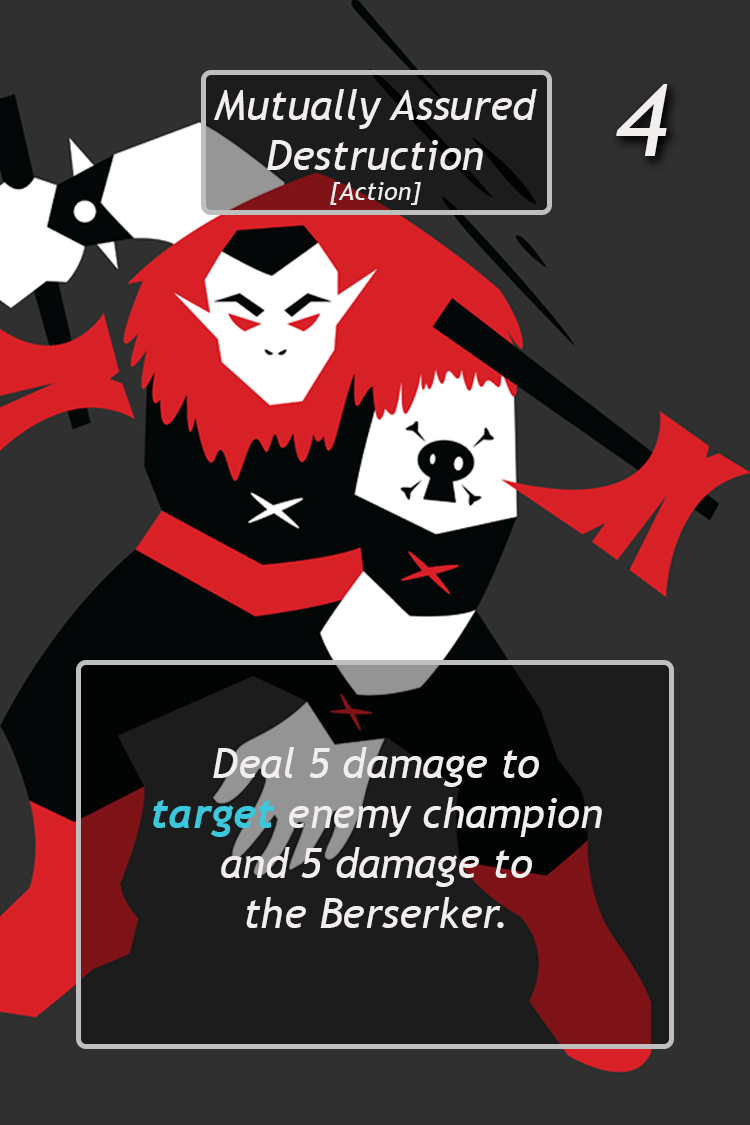 Mutually Assured
Destruction
[Action]
4
Deal 5 damage to
target enemy champion
and 5 damage to
the Berserker.